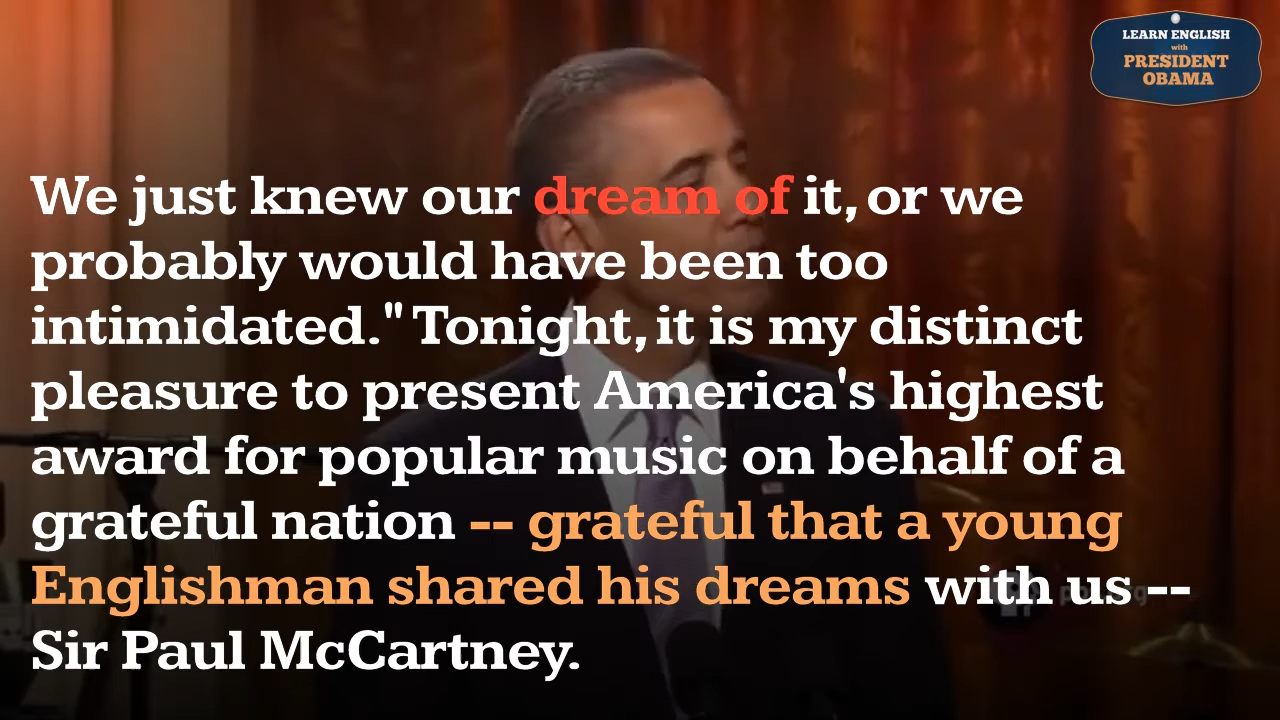 LEARN ENGLISH
with
PRESIDENT
OBAMA
We just knew our dream of it, or we
probably would have been too
intimidated." Tonight, it is my distinct
pleasure to present America's highest
award for popular music on behalf of a
grateful nation -- grateful that a young
Englishman shared his dreams with us --
Sir Paul McCartney.